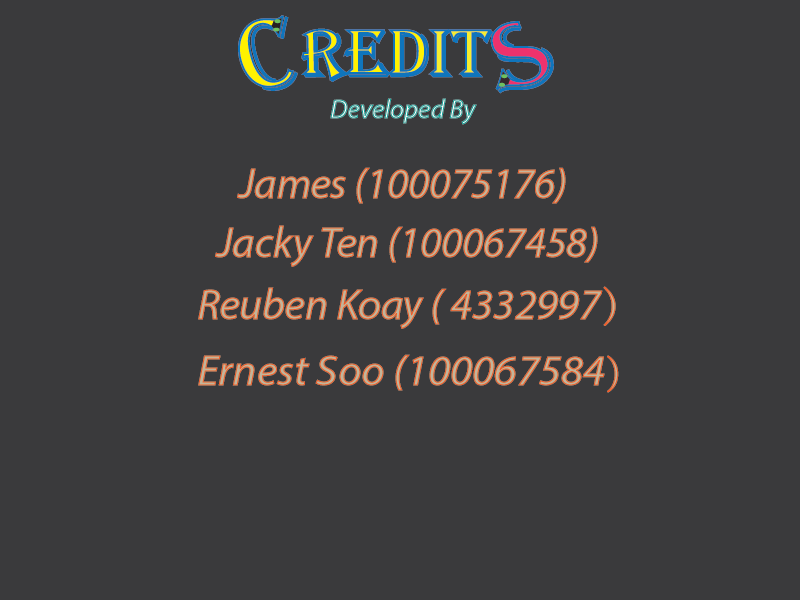 CREDITS
Developed By
James (100075176)
Jacky Ten (100067458)
Reuben Koay ( 4332997)
Ernest Soo (100067584)